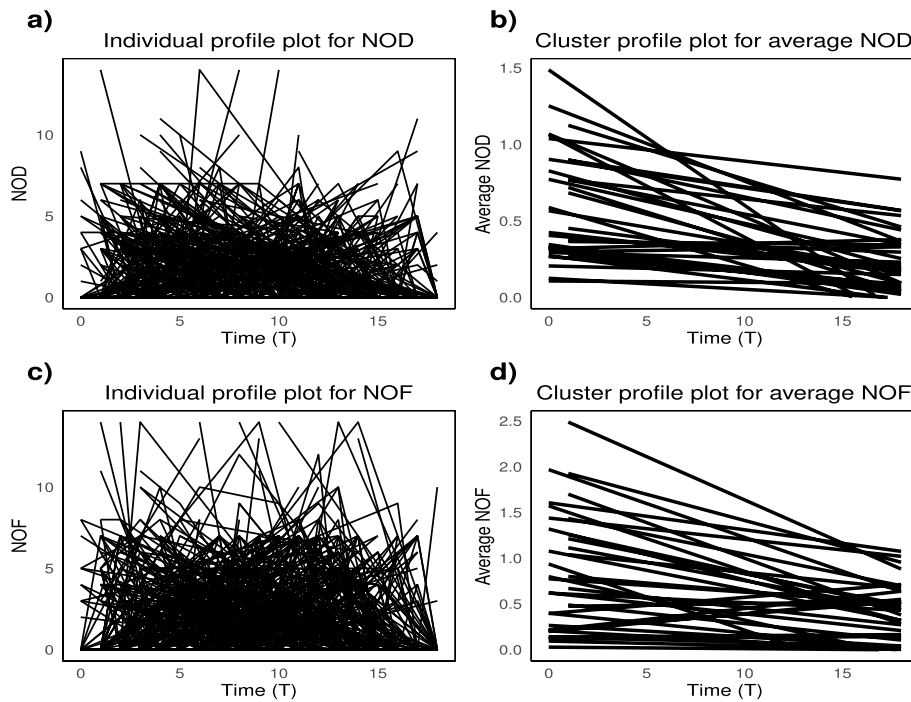 a)
Individual profile plot for NOD
NOD
10
5
0
0 5 10 15
Time (T)
b)
Cluster profile plot for average NOD
Average NOD
1.5
1.0
0.5
0.0
0 5 10 15
Time (T)
c)
Individual profile plot for NOF
NOF
10
5
0
0 5 10 15
Time (T)
d)
Cluster profile plot for average NOF
Average NOF
2.5
2.0
1.5
1.0
0.5
0.0
0 5 10 15
Time (T)